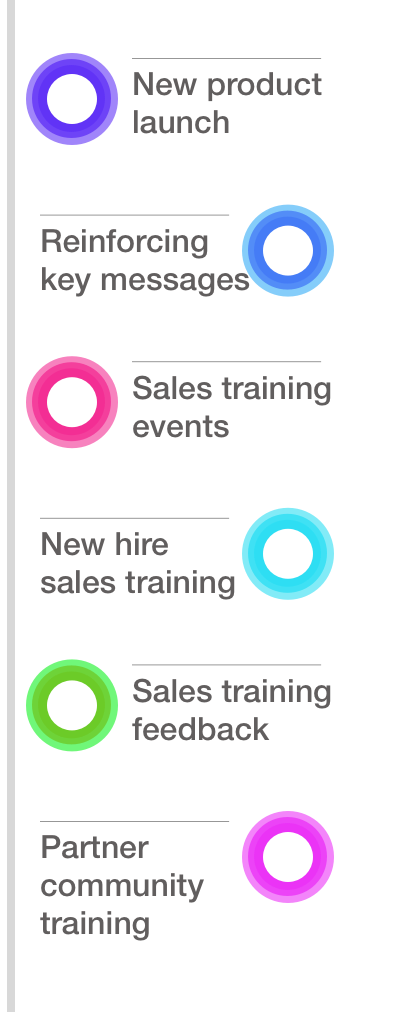 New product
launch
Reinforcing
key messages
Sales training
events
New hire
sales training
Sales training
feedback
Partner
community
training